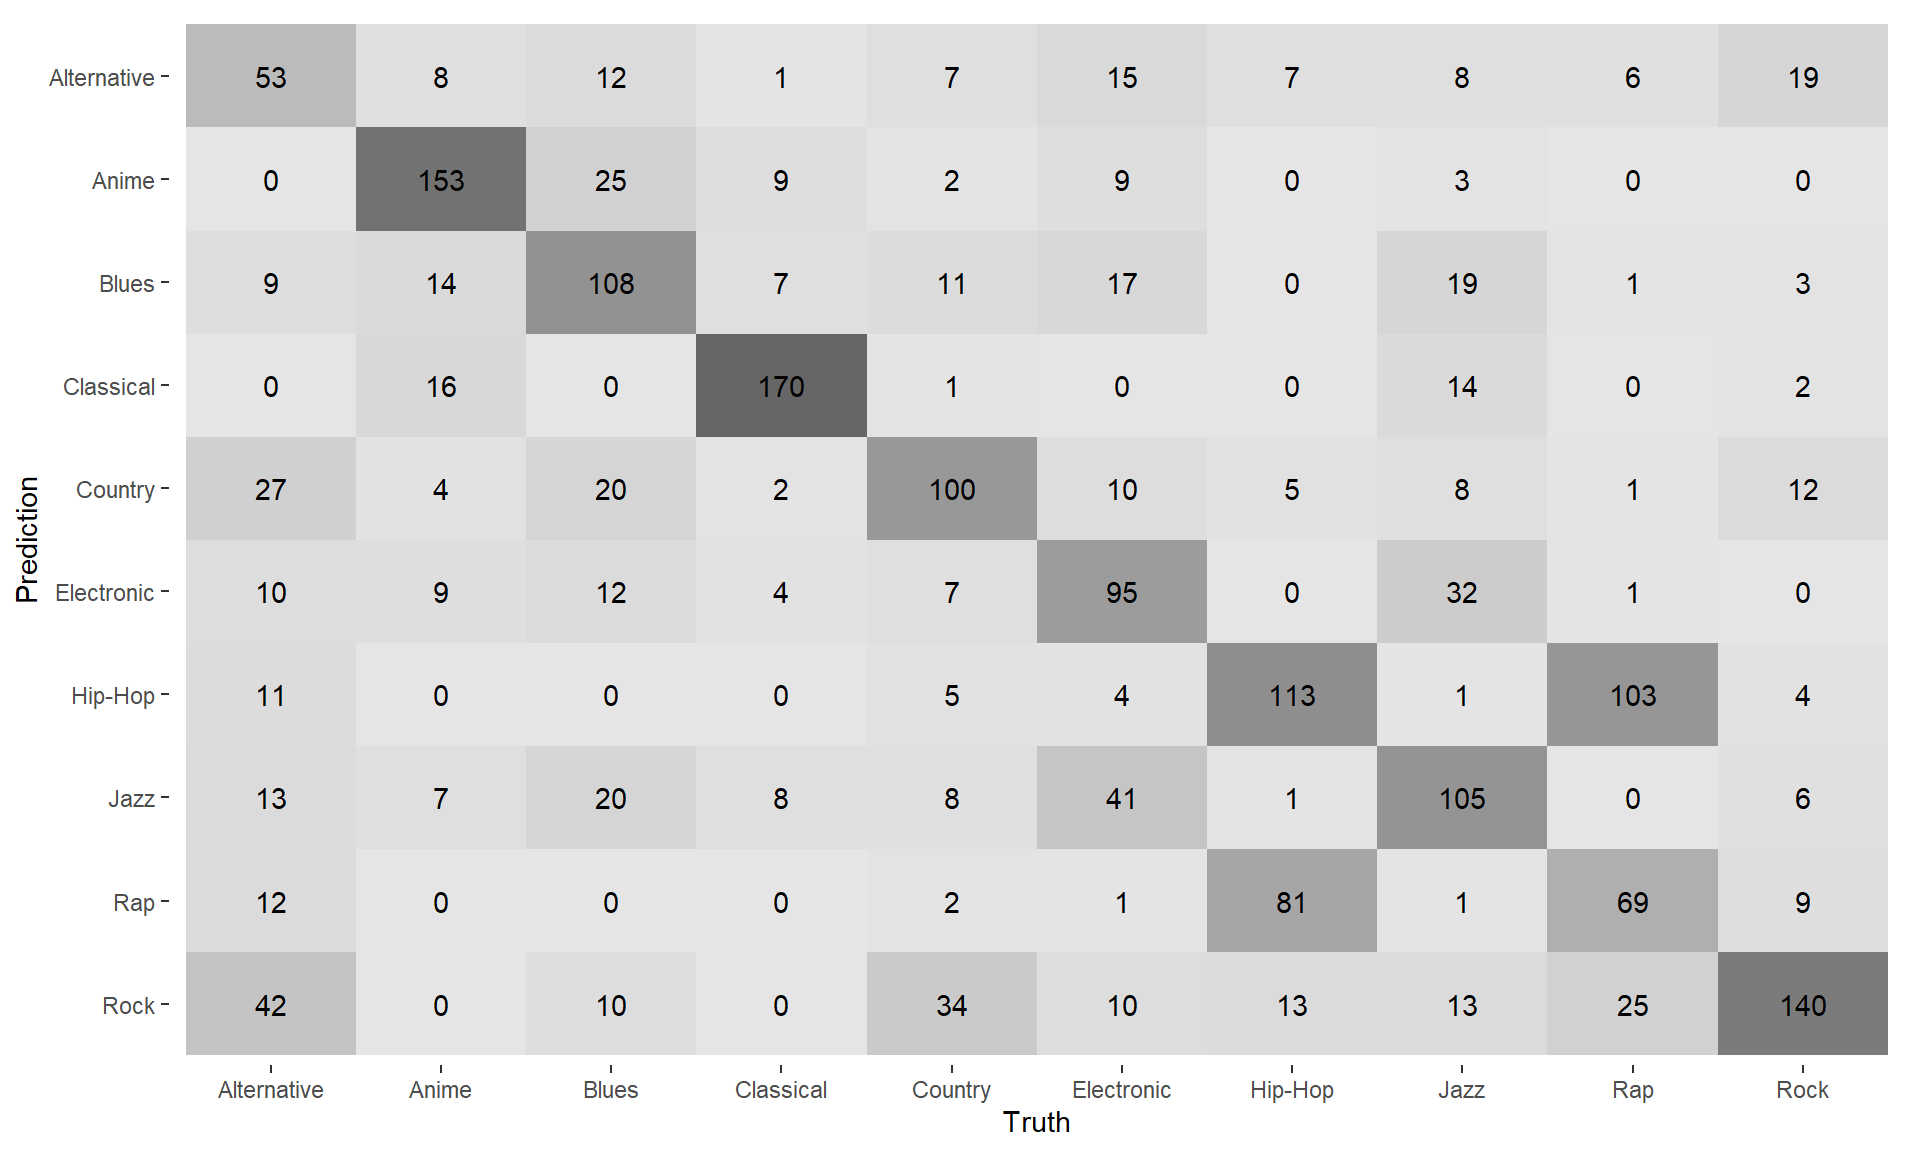 Alternative 53 8 12 1 7 15 7 8 6 19
Anime 0 153 25 9 2 9 0 3 0 0
Blues 9 14 108 7 11 17 0 19 1 3
Classical 0 16 0 170 1 0 0 14 0 2
Country 27 4 20 2 100 10 5 8 1 12
Electronic 10 9 12 4 7 95 0 32 1 0
Hip-Hop 11 0 0 0 5 4 113 1 103 4
Jazz 13 7 20 8 8 41 1 105 0 6
Rap 12 0 0 0 2 1 81 1 69 9
Rock 42 0 10 0 34 10 13 13 25 140
Alternative Anime Blues Classical Country Electronic Hip-Hop Jazz Rap Rock
Truth
Prediction